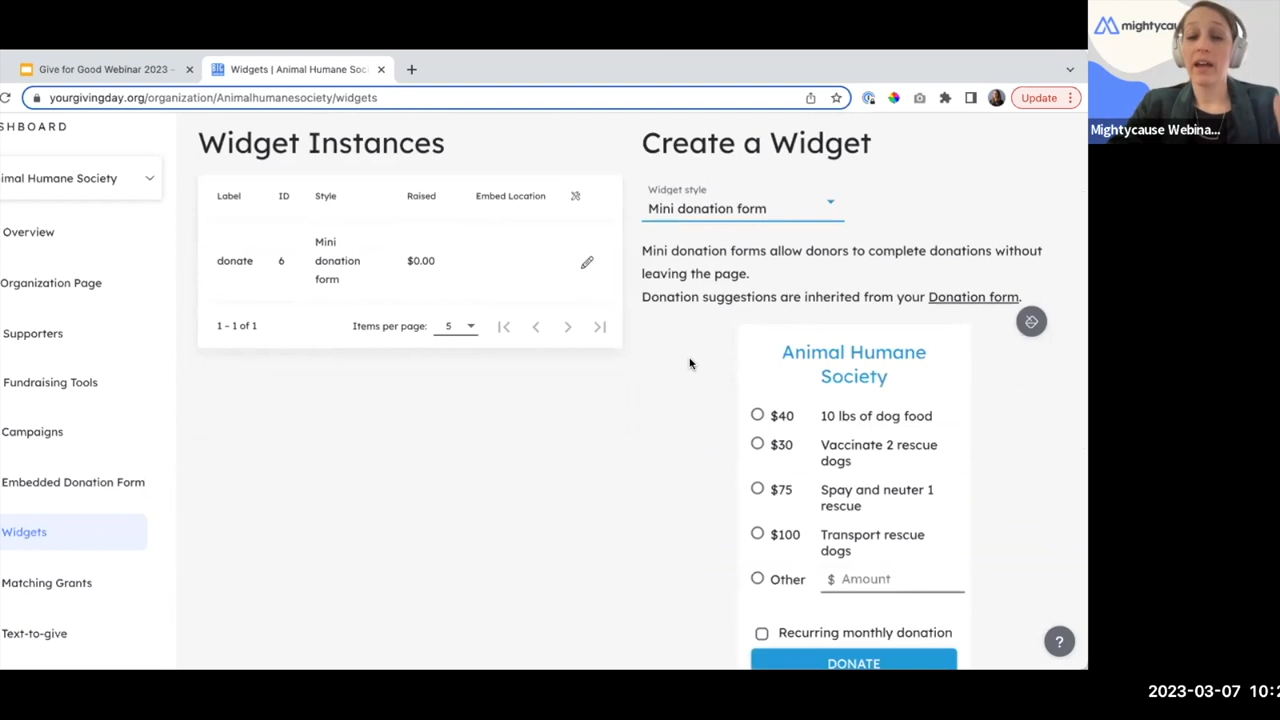 mightycau
Mightycause Webina...
Give for Good Webinar 2023 -
Widgets | Animal Humane Soci
yourgivingday.org/organization/Animalhumanesociety/widgets
Update
SHBOARD
imal Humane Society
Overview
Organization Page
Supporters
Fundraising Tools
Campaigns
Embedded Donation Form
Widgets
Matching Grants
Text-to-give
Widget Instances
Label ID Style Raised Embed Location
donate 6 Mini $0.00
donation
form
1 – 1 of 1 Items per page: 5
Create a Widget
Widget style
Mini donation form
Mini donation forms allow donors to complete donations without
leaving the page.
Donation suggestions are inherited from your Donation form.
Animal Humane
Society
$40 10 lbs of dog food
$30 Vaccinate 2 rescue
dogs
$75 Spay and neuter 1
rescue
$100 Transport rescue
dogs
Other $ Amount
Recurring monthly donation
DONATE
?
2023-03-07 10:2